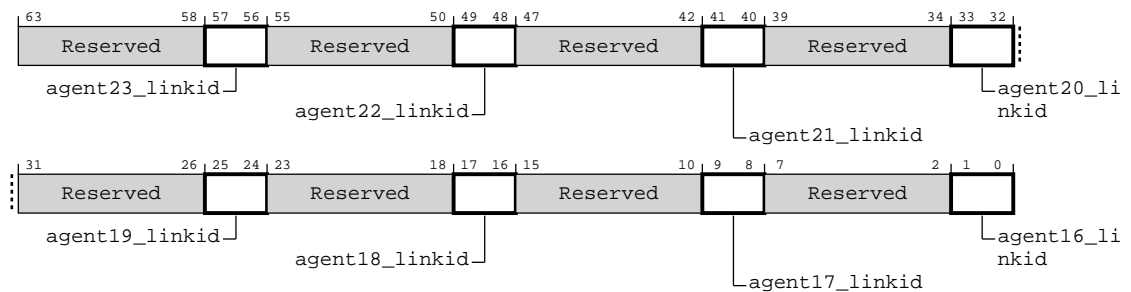 63 58 57 56 55 50 49 48 47 42 41 40 39 34 33 32
Reserved Reserved Reserved Reserved
agent23_linkid
agent22_linkid
agent21_linkid
agent20_li
nkid
31 26 25 24 23 18 17 16 15 10 9 8 7 2 1 0
Reserved Reserved Reserved Reserved
agent19_linkid
agent18_linkid
agent17_linkid
agent16_li
nkid